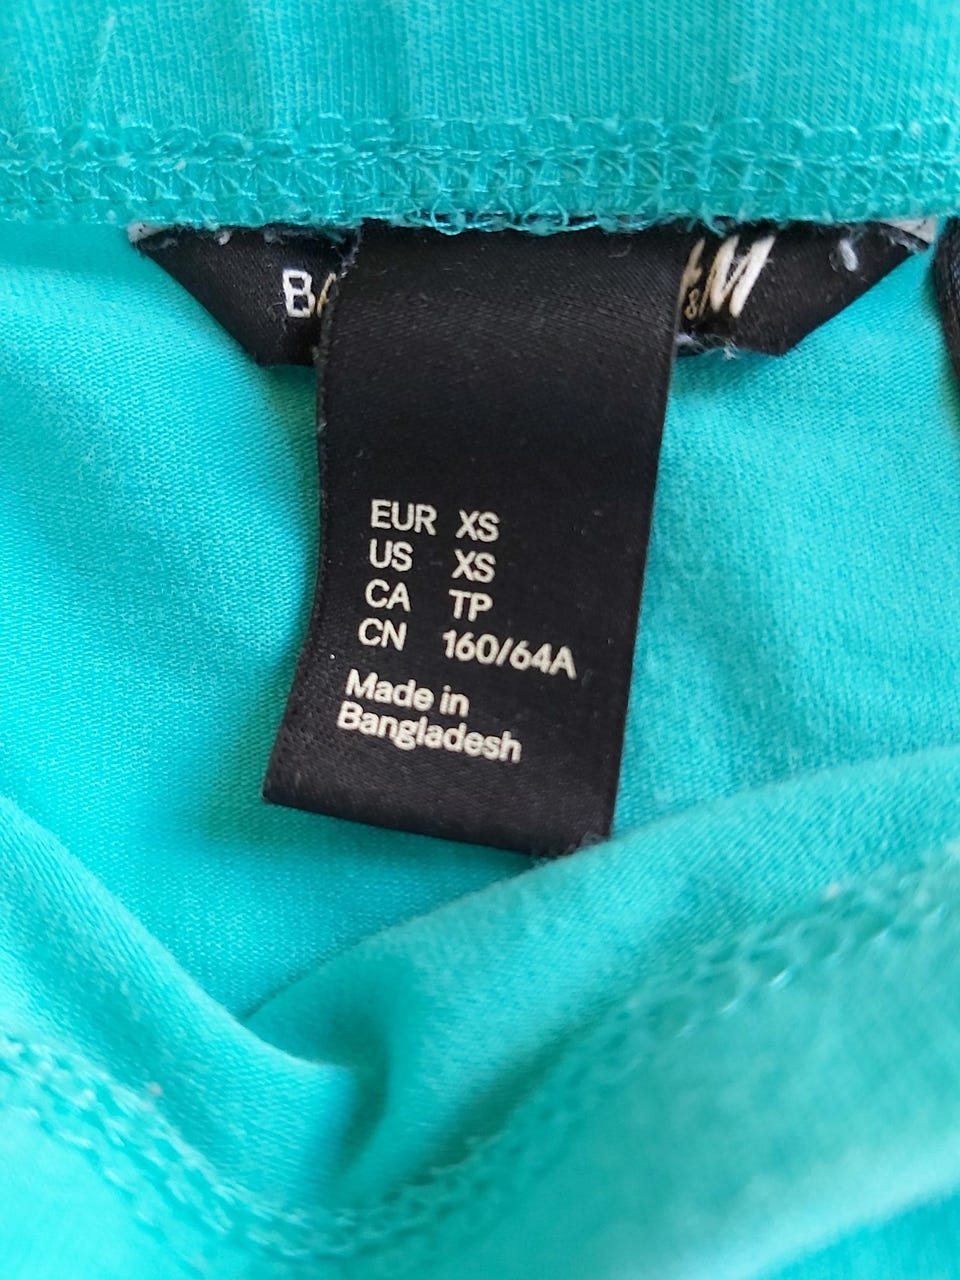 &M
EUR XS
US XS
CA TP
CN 160/64A
Made in
Bangladesh